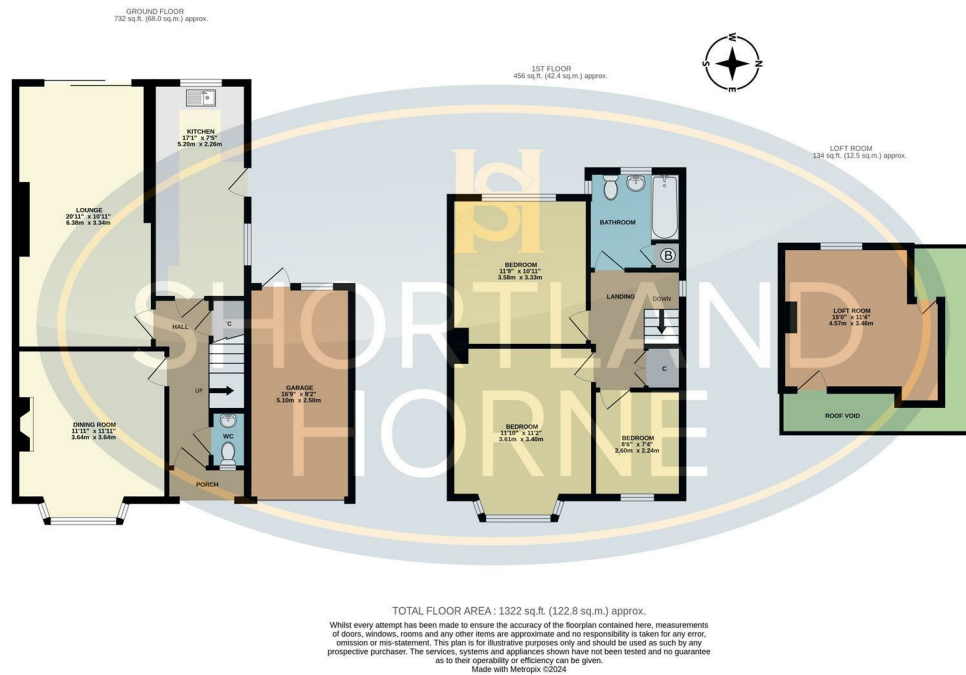 GROUND FLOOR
732 sq.ft. (68.0 sq.m.) approx.
KITCHEN
17'1" x 7'5"
5.20m x 2.26m
LOUNGE
20'11" x 10'11"
6.38m x 3.34m
HALL
C
UP
DINING ROOM
11'11" x 11'11"
3.64m x 3.64m
WC
PORCH
GARAGE
16'9" x 8'2"
5.10m x 2.50m
1ST FLOOR
456 sq.ft. (42.4 sq.m.) approx.
BATHROOM
B
BEDROOM
11'9" x 10'11"
3.58m x 3.33m
LANDING
DOWN
C
BEDROOM
11'10" x 11'2"
3.61m x 3.40m
BEDROOM
8'6" x 7'4"
2.60m x 2.24m
W
S
N
E
LOFT ROOM
134 sq.ft. (12.5 sq.m.) approx.
LOFT ROOM
15'0" x 11'4"
4.57m x 3.46m
ROOF VOID
SHORTLAND
HORNE
TOTAL FLOOR AREA : 1322 sq.ft. (122.8 sq.m.) approx.
Whilst every attempt has been made to ensure the accuracy of the floorplan contained here, measurements
of doors, windows, rooms and any other items are approximate and no responsibility is taken for any error,
omission or mis-statement. This plan is for illustrative purposes only and should be used as such by any
prospective purchaser. The services, systems and appliances shown have not been tested and no guarantee
as to their operability or efficiency can be given.
Made with Metropix ©2024